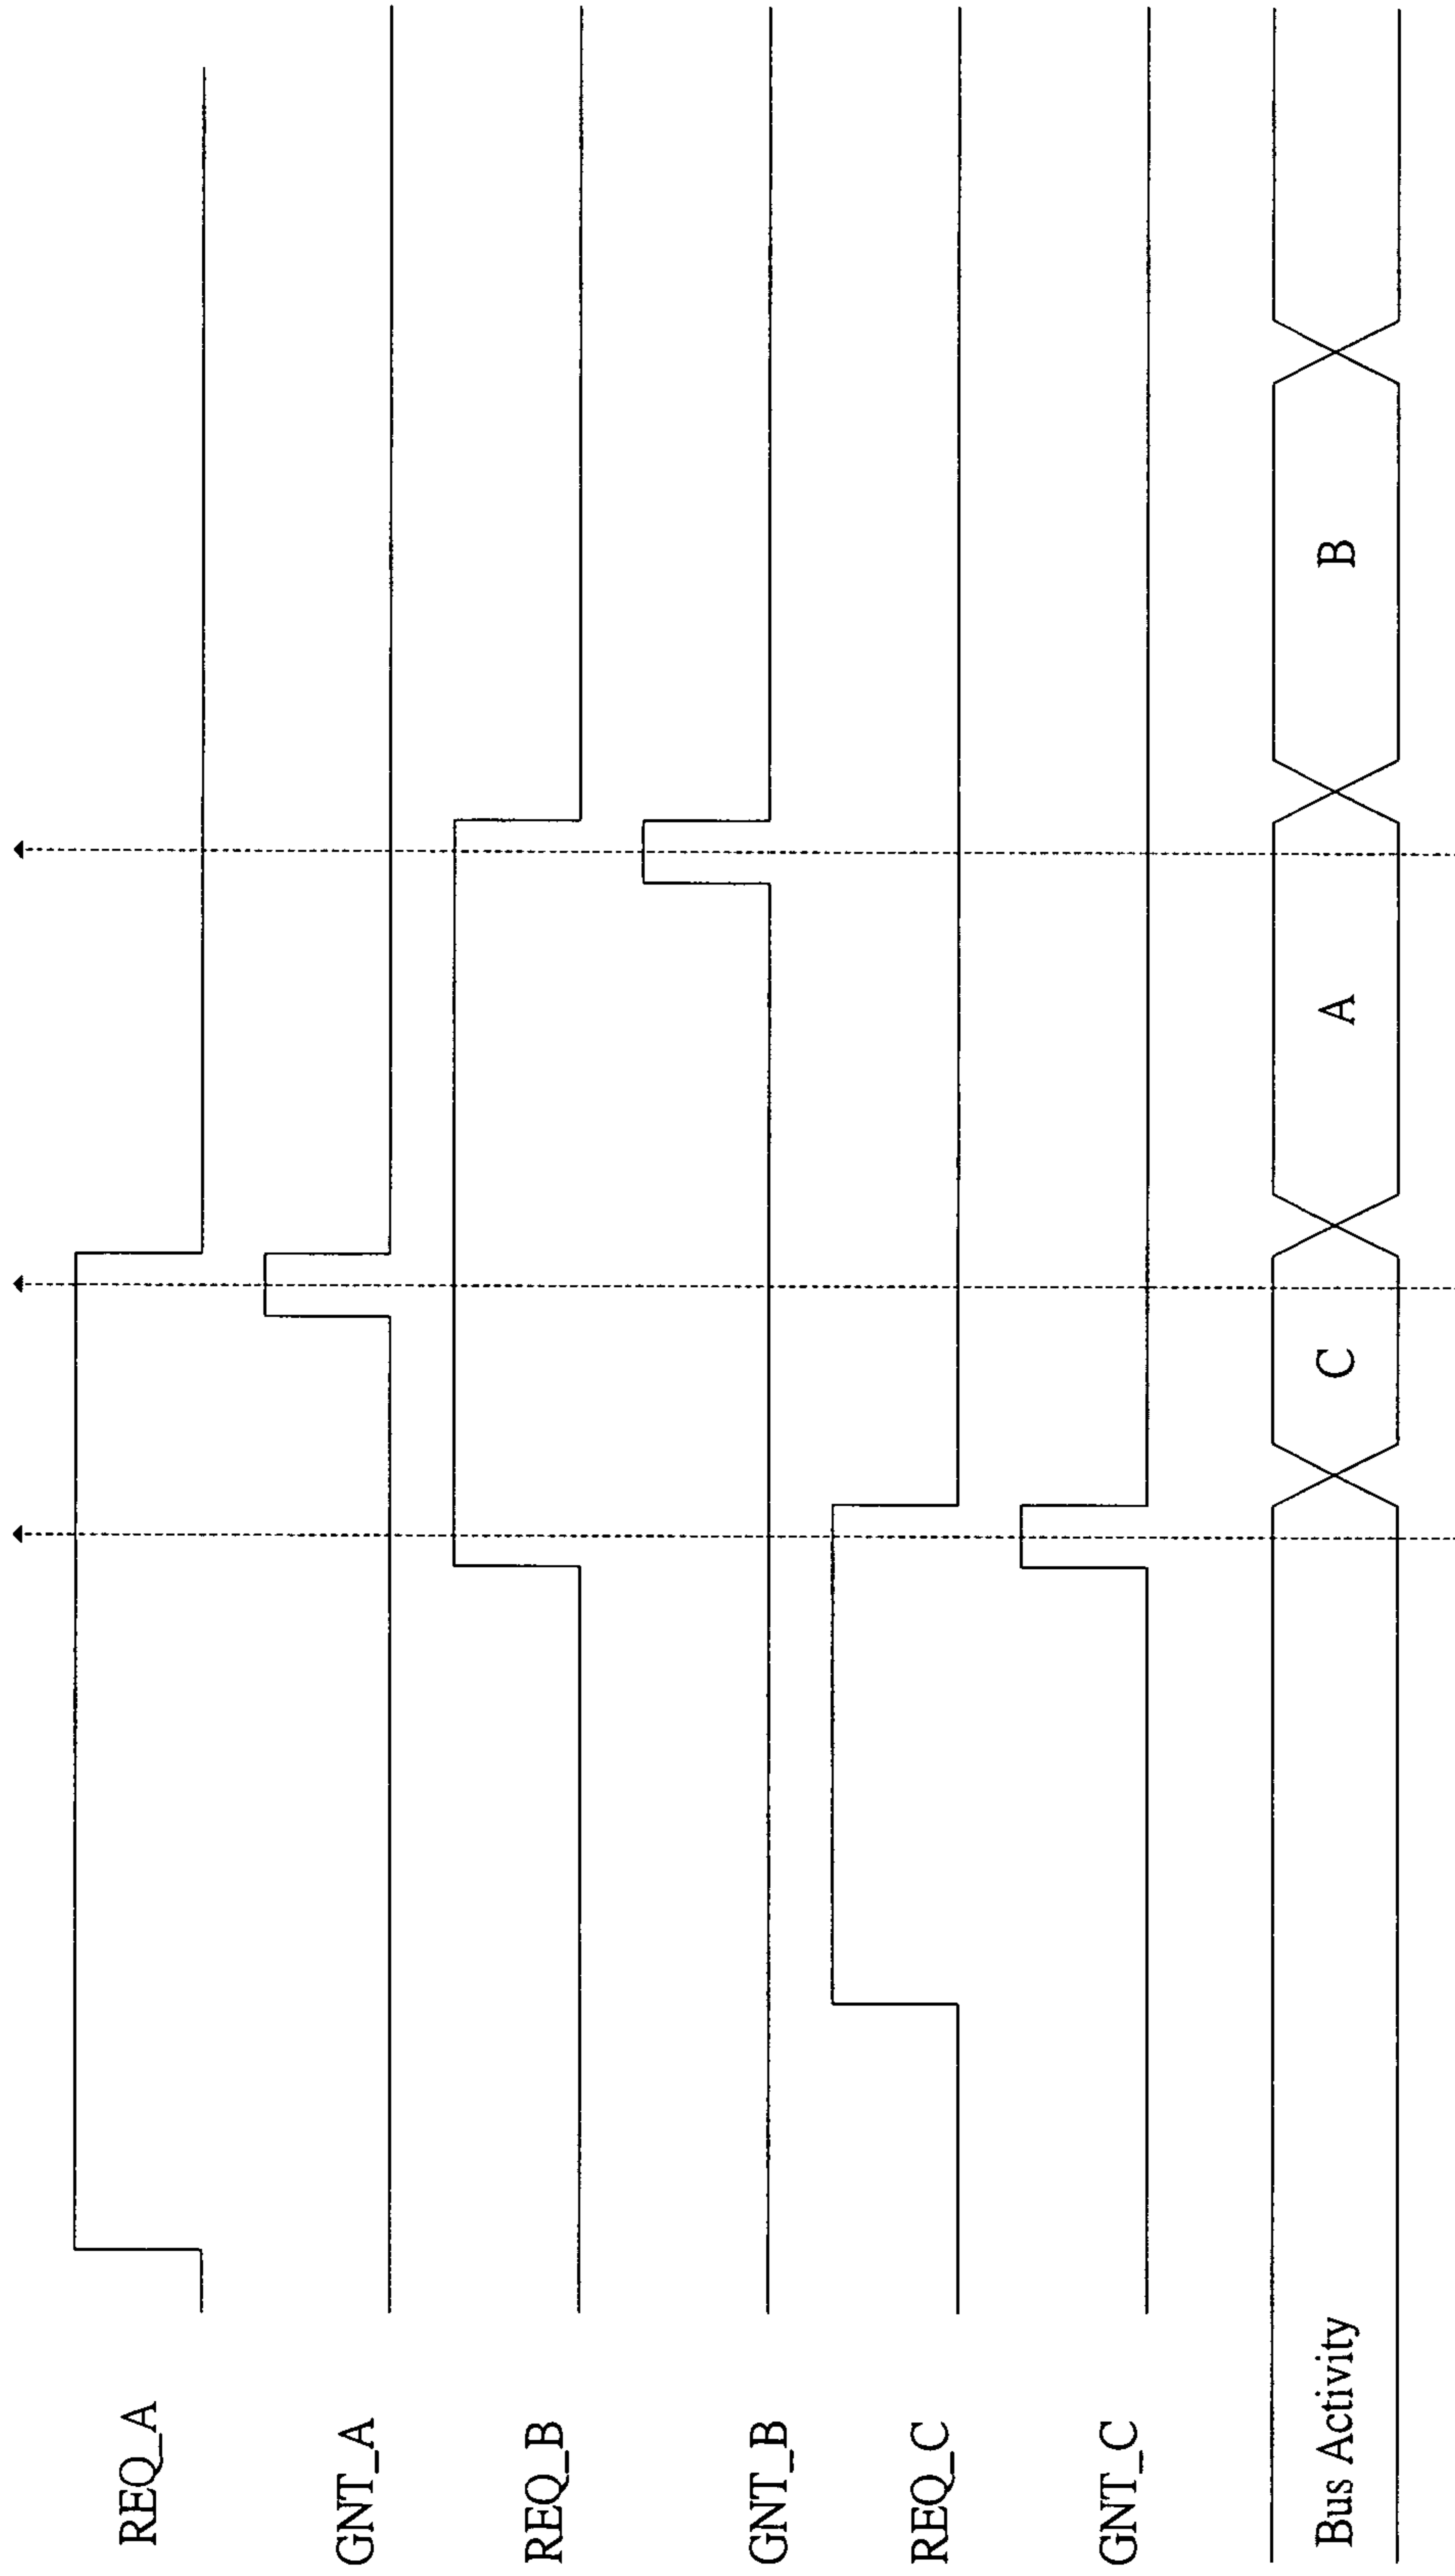 REQ_A
GNT_A
REQ_B
GNT_B
REQ_C
GNT_C
Bus Activity
C
A
B